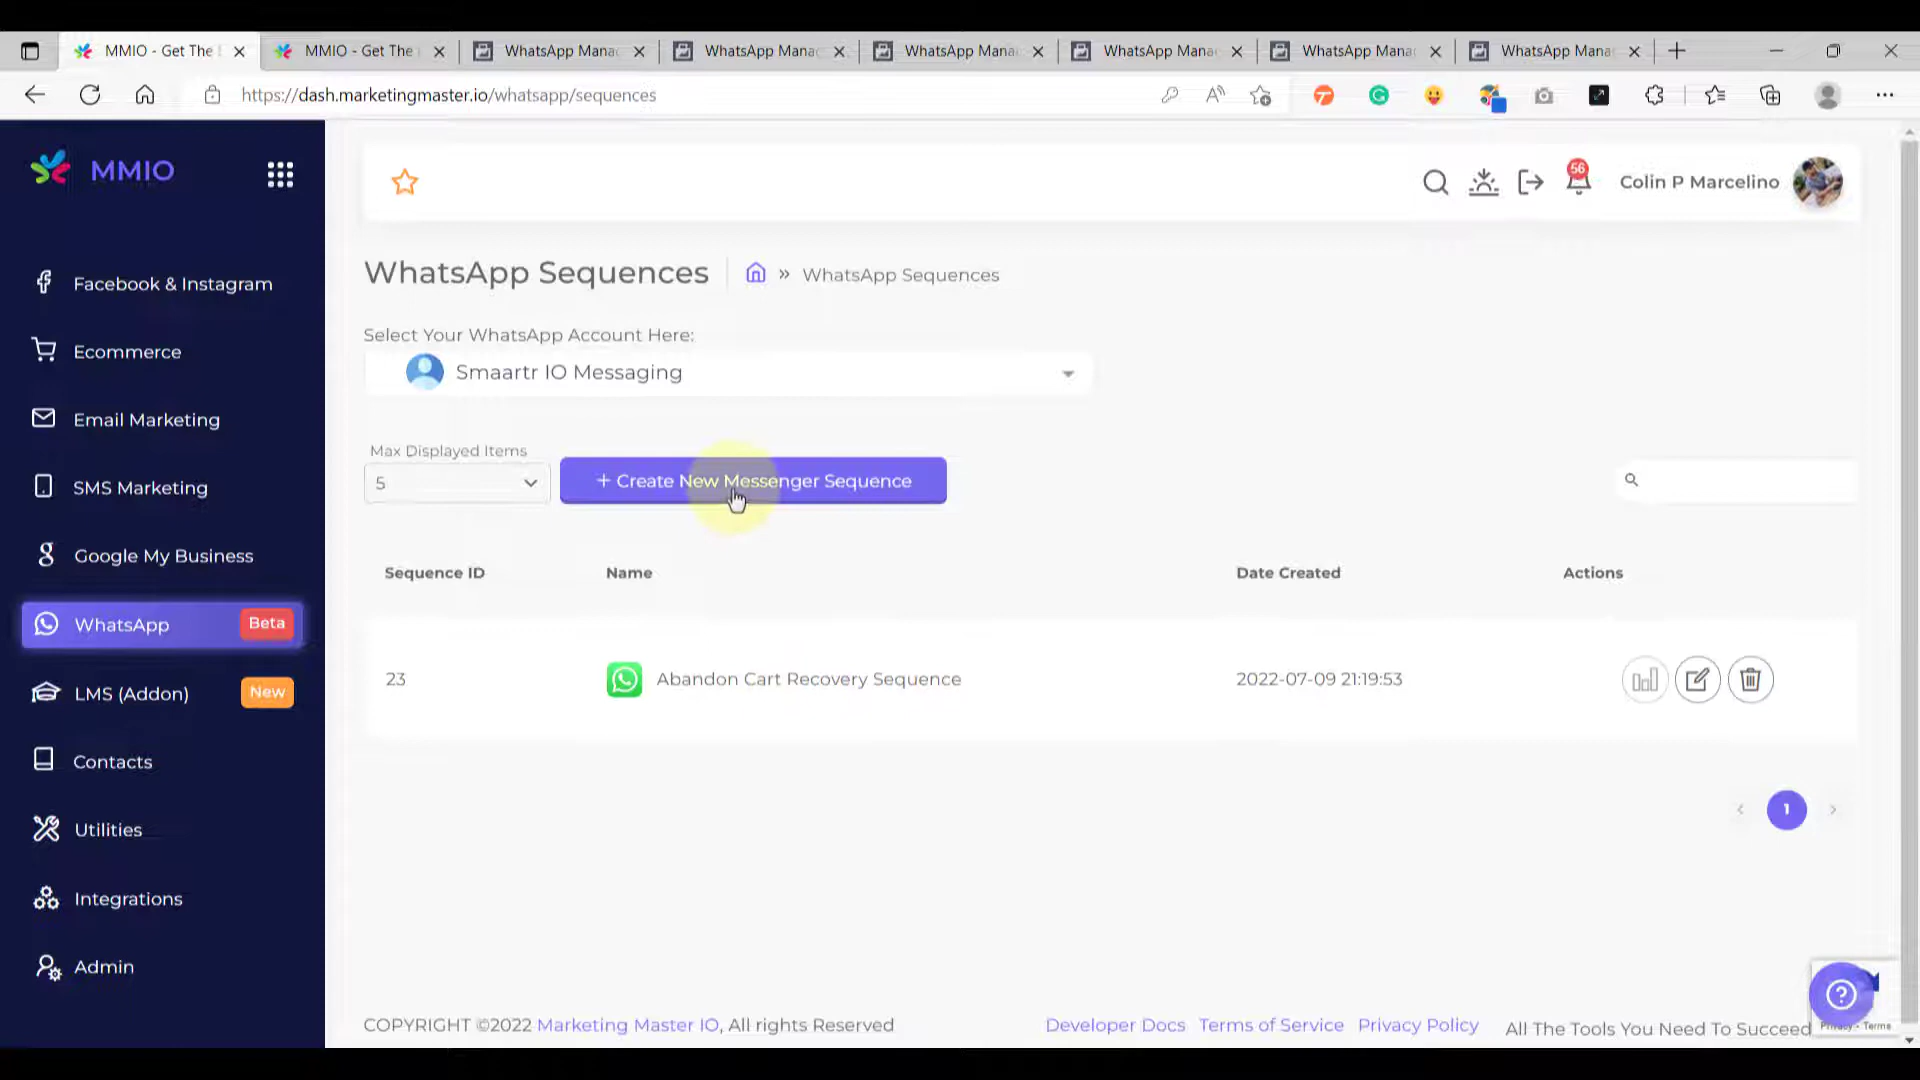 MMIO - Get The
MMIO - Get The
WhatsApp Mana
WhatsApp Mana
WhatsApp Mana
WhatsApp Mana
WhatsApp Mana
WhatsApp Mana
https://dash.marketingmaster.io/whatsapp/sequences
MMIO
56
Colin P Marcelino
Facebook & Instagram
Ecommerce
Email Marketing
SMS Marketing
Google My Business
WhatsApp Beta
LMS (Addon) New
Contacts
Utilities
Integrations
Admin
WhatsApp Sequences » WhatsApp Sequences
Select Your WhatsApp Account Here:
Smaartr IO Messaging
Max Displayed Items
5
+ Create New Messenger Sequence
Sequence ID Name Date Created Actions
23 Abandon Cart Recovery Sequence 2022-07-09 21:19:53
‹ 1 ›
COPYRIGHT ©2022 Marketing Master IO, All rights Reserved
Developer Docs Terms of Service Privacy Policy All The Tools You Need To Succeed
Privacy - Terms